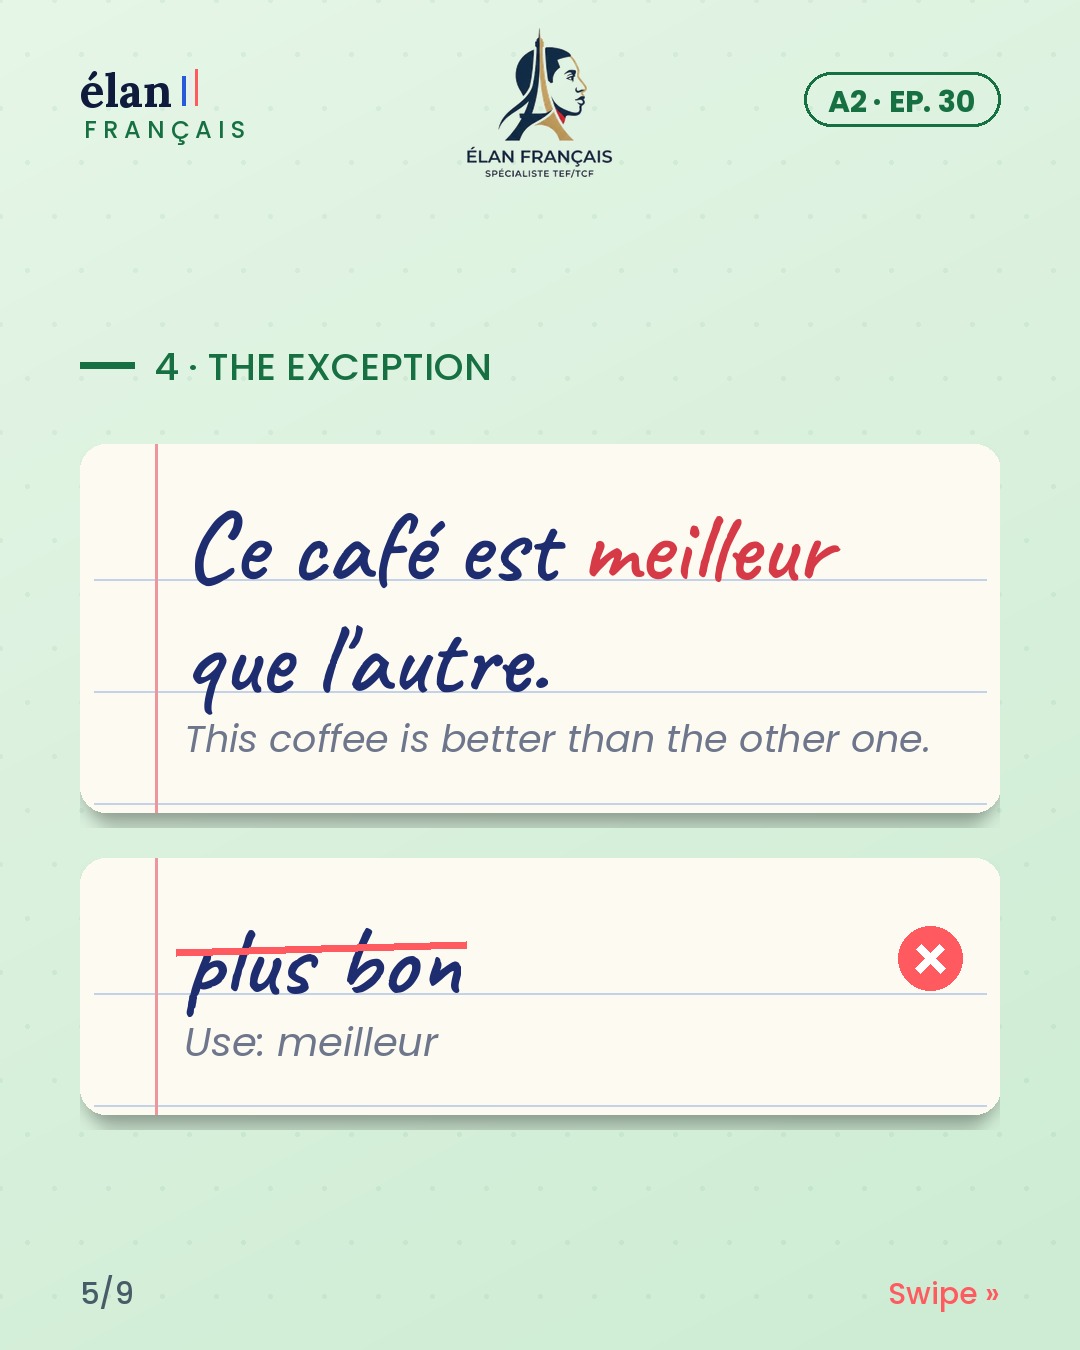 élan
FRANÇAIS
ÉLAN FRANÇAIS
SPÉCIALISTE TEF/TCF
A2 · EP. 30
4 · THE EXCEPTION
Ce café est meilleur
que l'autre.
This coffee is better than the other one.
plus bon
Use: meilleur
5/9
Swipe »